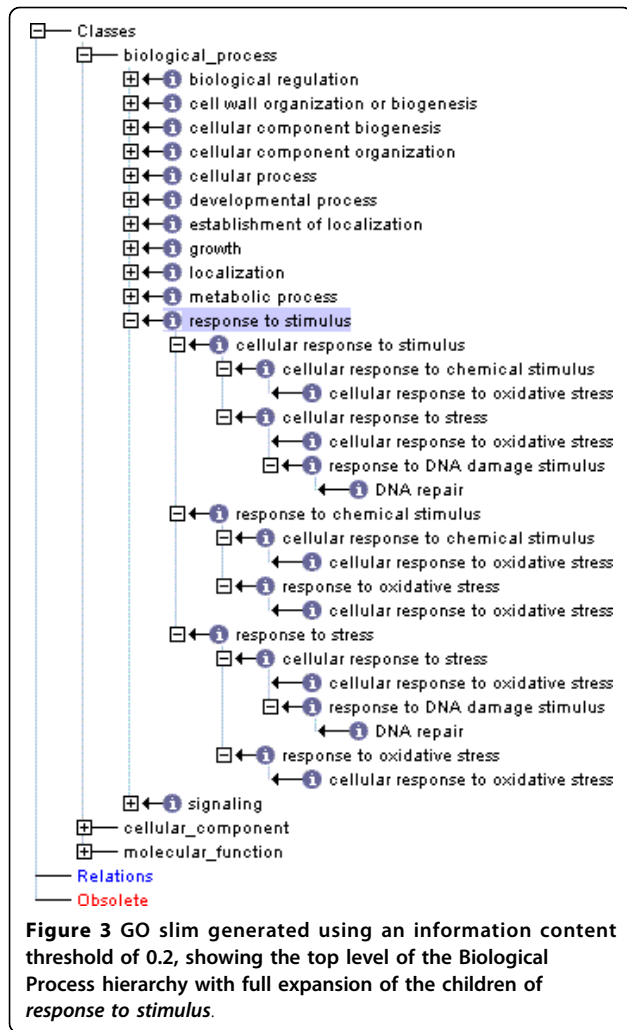 Classes
biological_process
biological regulation
cell wall organization or biogenesis
cellular component biogenesis
cellular component organization
cellular process
developmental process
establishment of localization
growth
localization
metabolic process
response to stimulus
cellular response to stimulus
cellular response to chemical stimulus
cellular response to oxidative stress
cellular response to stress
cellular response to oxidative stress
response to DNA damage stimulus
DNA repair
response to chemical stimulus
cellular response to chemical stimulus
cellular response to oxidative stress
response to oxidative stress
cellular response to oxidative stress
response to stress
cellular response to stress
cellular response to oxidative stress
response to DNA damage stimulus
DNA repair
response to oxidative stress
cellular response to oxidative stress
signaling
cellular_component
molecular_function
Relations
Obsolete
Figure 3 GO slim generated using an information content
threshold of 0.2, showing the top level of the Biological
Process hierarchy with full expansion of the children of
response to stimulus.